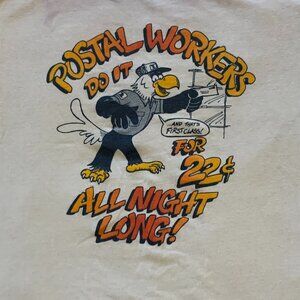 POSTAL WORKERS
DO IT
AND THAT'S
FIRST CLASS!
FOR
22¢
ALL NIGHT
LONG!